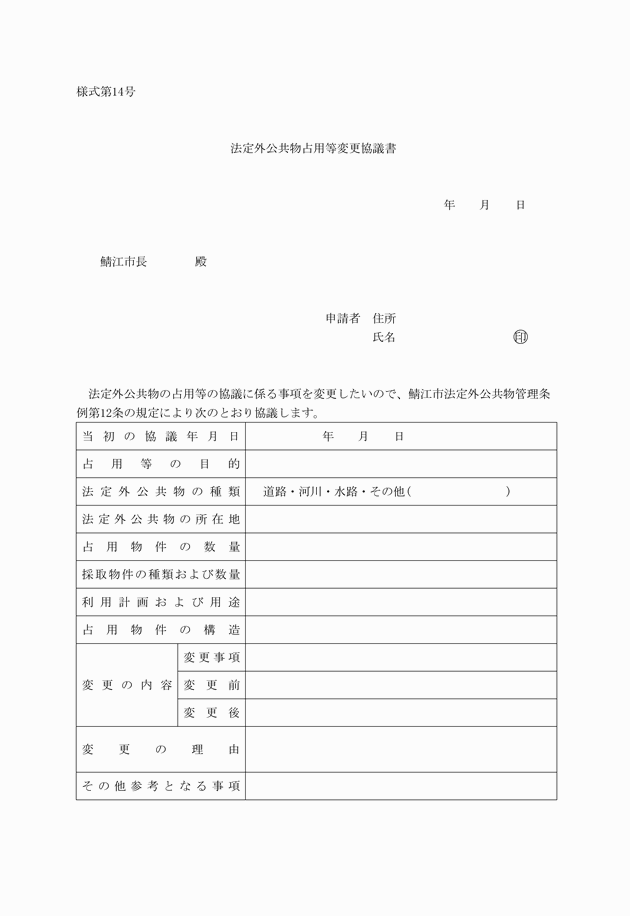 様式第14号
法定外公共物占用等変更協議書
年　　月　　日
鯖江市長　　　　殿
申請者　住所
氏名　　　　　　　　　　印
法定外公共物の占用等の協議に係る事項を変更したいので、鯖江市法定外公共物管理条
例第12条の規定により次のとおり協議します。
当初の協議年月日　　年　　月　　日
占用等の目的
法定外公共物の種類　道路・河川・水路・その他(　　　　　　　　)
法定外公共物の所在地
占用物件の数量
採取物件の種類および数量
利用計画および用途
占用物件の構造
変更の内容　変更事項
変更前
変更後
変更の理由
その他参考となる事項